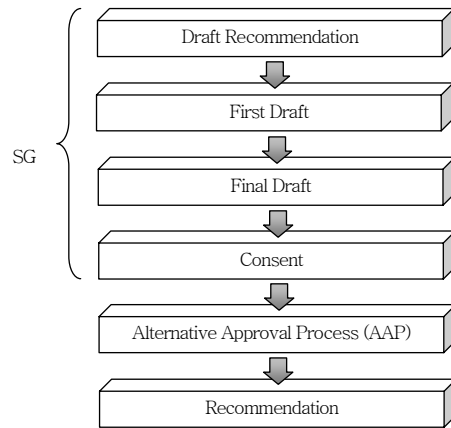 Draft Recommendation
First Draft
SG
Final Draft
Consent
Alternative Approval Process (AAP)
Recommendation